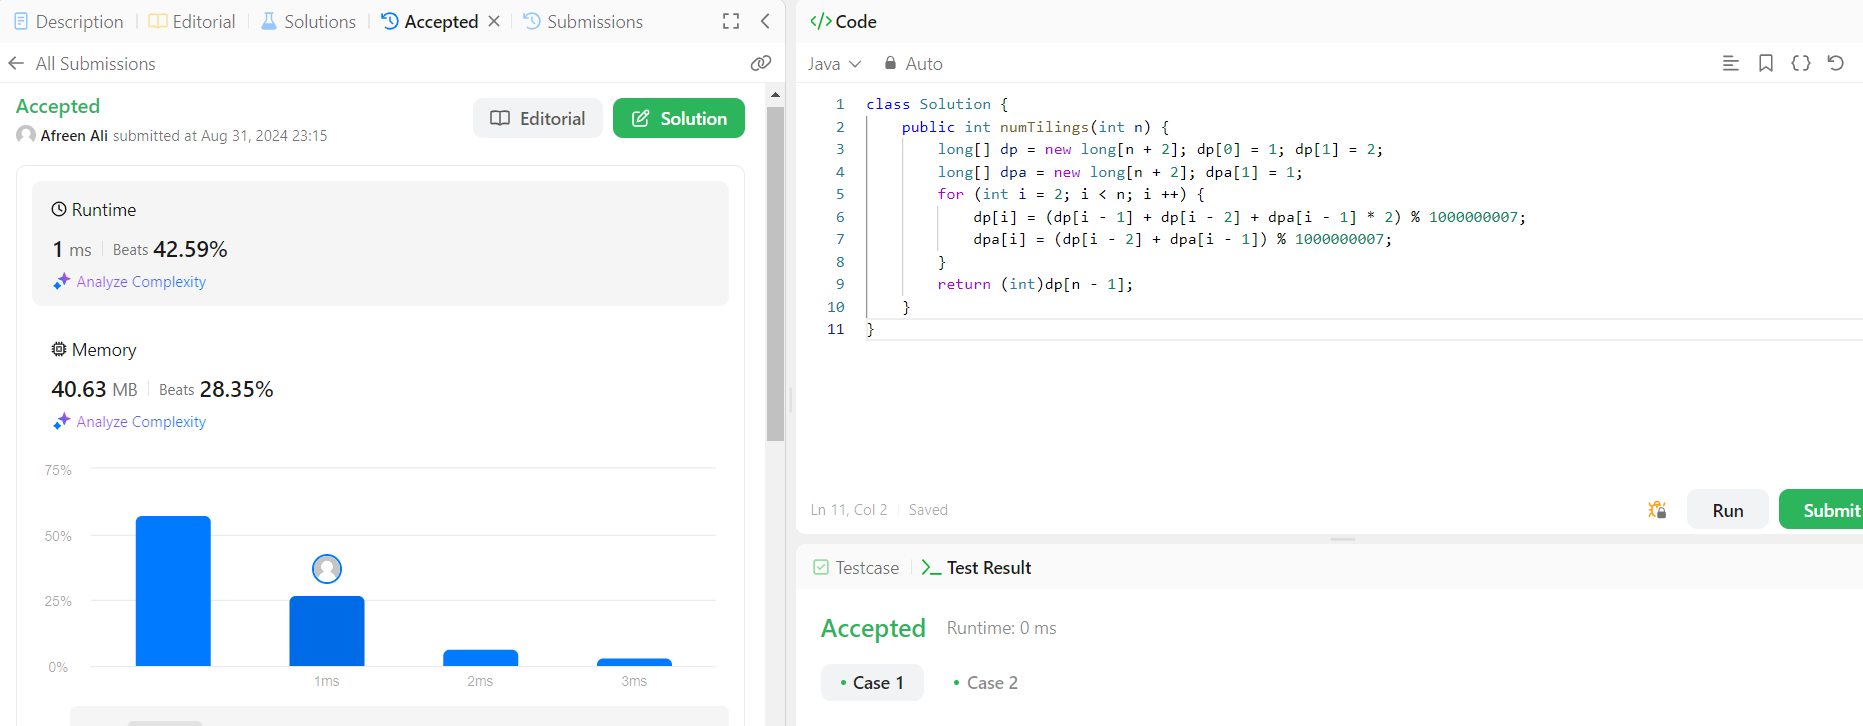 Description Editorial Solutions Accepted Submissions
All Submissions
Accepted
Afreen Ali submitted at Aug 31, 2024 23:15
Editorial
Solution
Runtime
1 ms Beats 42.59%
Analyze Complexity
Memory
40.63 MB Beats 28.35%
Analyze Complexity
75%
50%
25%
0%
1ms 2ms 3ms
</> Code
Java Auto
1 class Solution {
2 public int numTilings(int n) {
3 long[] dp = new long[n + 2]; dp[0] = 1; dp[1] = 2;
4 long[] dpa = new long[n + 2]; dpa[1] = 1;
5 for (int i = 2; i < n; i ++) {
6 dp[i] = (dp[i - 1] + dp[i - 2] + dpa[i - 1] * 2) % 1000000007;
7 dpa[i] = (dp[i - 2] + dpa[i - 1]) % 1000000007;
8 }
9 return (int)dp[n - 1];
10 }
11 }
Ln 11, Col 2 Saved
Run
Submit
Testcase >_ Test Result
Accepted Runtime: 0 ms
• Case 1 • Case 2